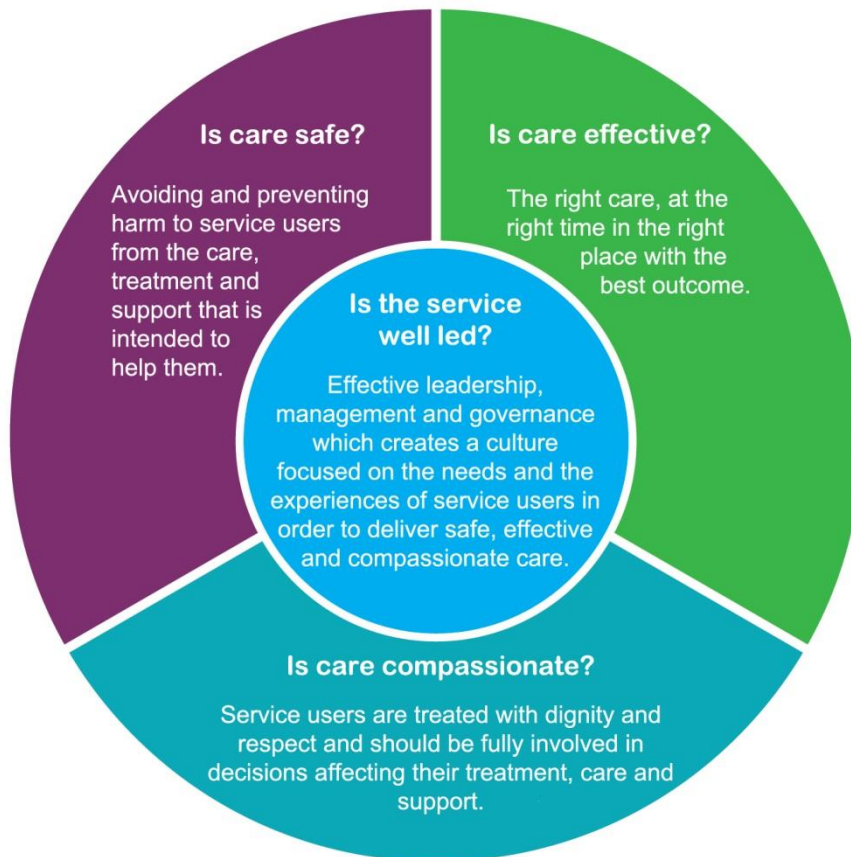 Is care safe?
Avoiding and preventing
harm to service users
from the care,
treatment and
support that is
intended to
help them.
Is care effective?
The right care, at the
right time in the right
place with the
best outcome.
Is the service
well led?
Effective leadership,
management and governance
which creates a culture
focused on the needs and the
experiences of service users in
order to deliver safe, effective
and compassionate care.
Is care compassionate?
Service users are treated with dignity and
respect and should be fully involved in
decisions affecting their treatment, care and
support.